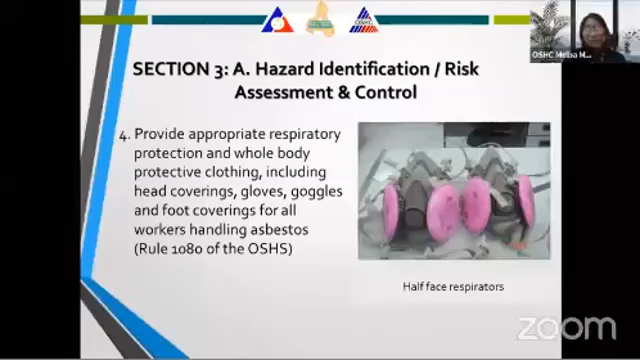 OSHC
OSHC Melba M...
SECTION 3: A. Hazard Identification / Risk
Assessment & Control
4. Provide appropriate respiratory
protection and whole body
protective clothing, including
head coverings, gloves, goggles
and foot coverings for all
workers handling asbestos
(Rule 1080 of the OSHS)
Half face respirators
zoom